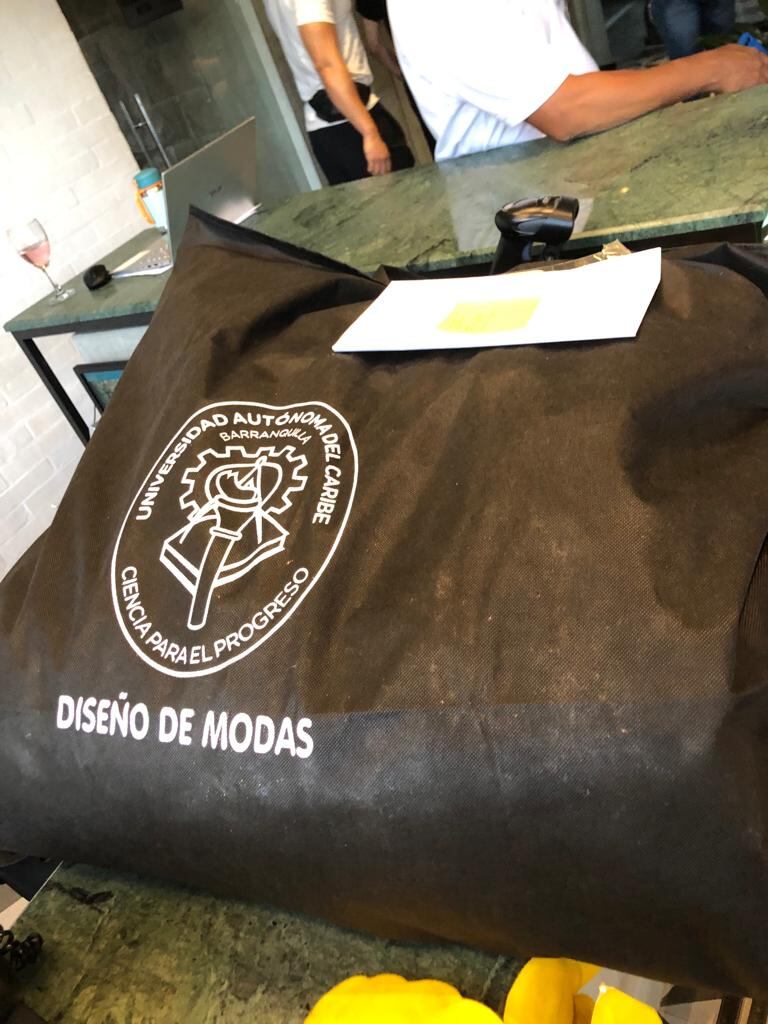 UNIVERSIDAD AUTÓNOMA DEL CARIBE
BARRANQUILLA
CIENCIA PARA EL PROGRESO
DISEÑO DE MODAS